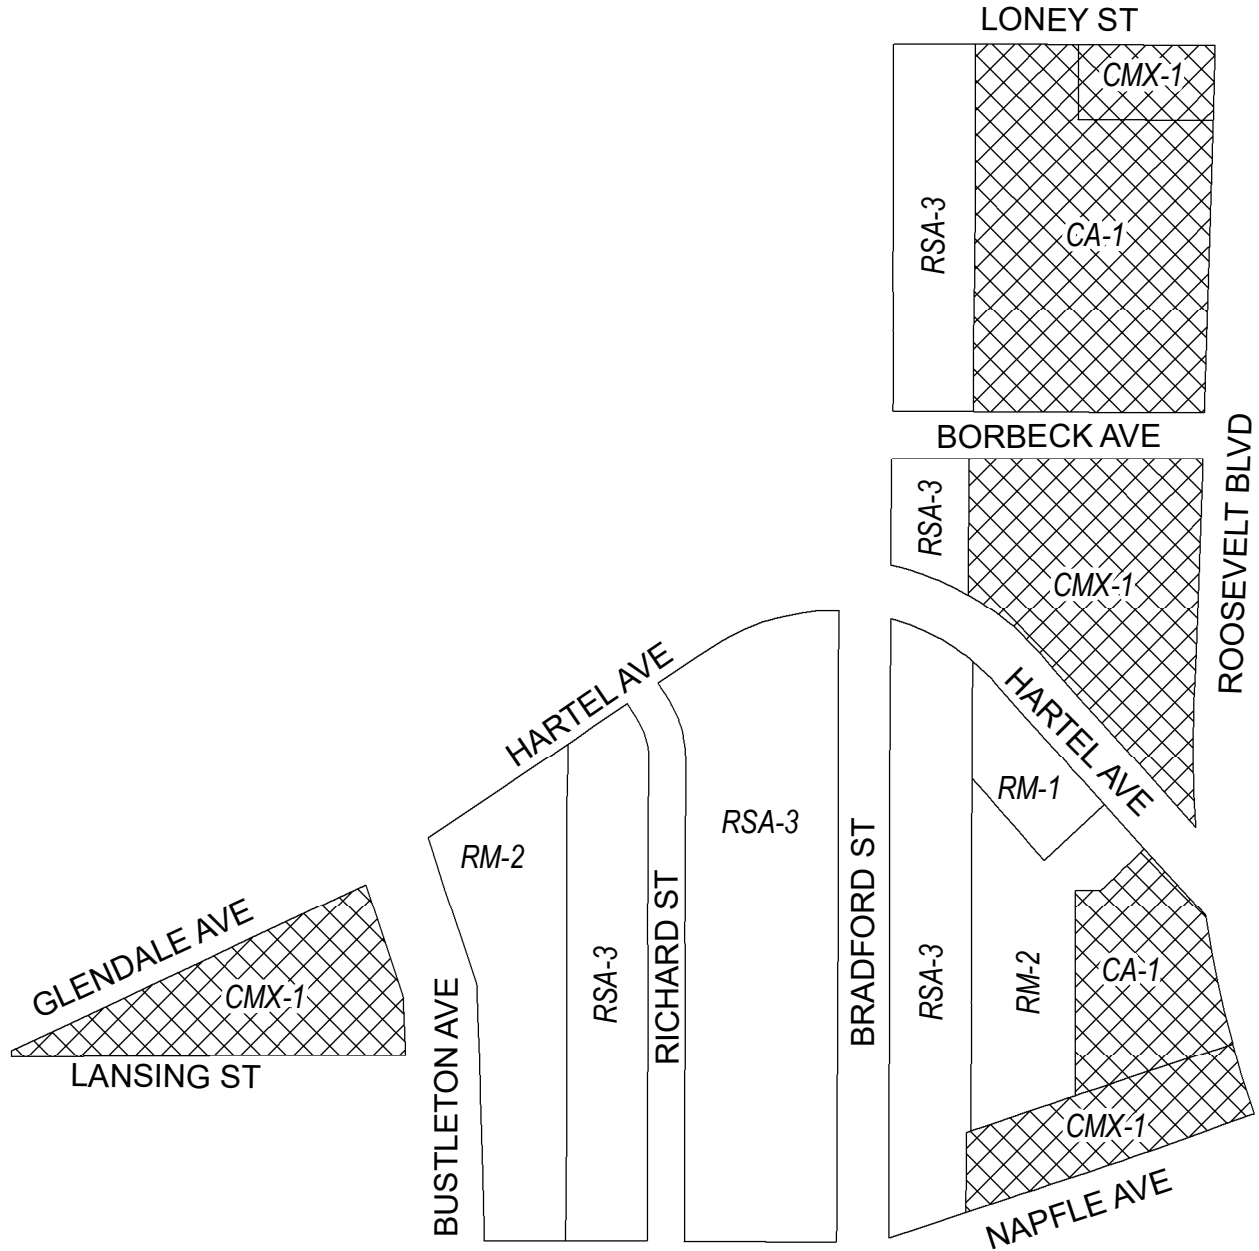 LONEY ST
CMX-1
RSA-3
CA-1
BORBECK AVE
ROOSEVELT BLVD
RSA-3
CMX-1
HARTEL AVE
HARTEL AVE
RM-1
RSA-3
RM-2
GLENDALE AVE
CMX-1
LANSING ST
BUSTLETON AVE
RSA-3
RICHARD ST
BRADFORD ST
RSA-3
RM-2
CA-1
CMX-1
NAPFLE AVE